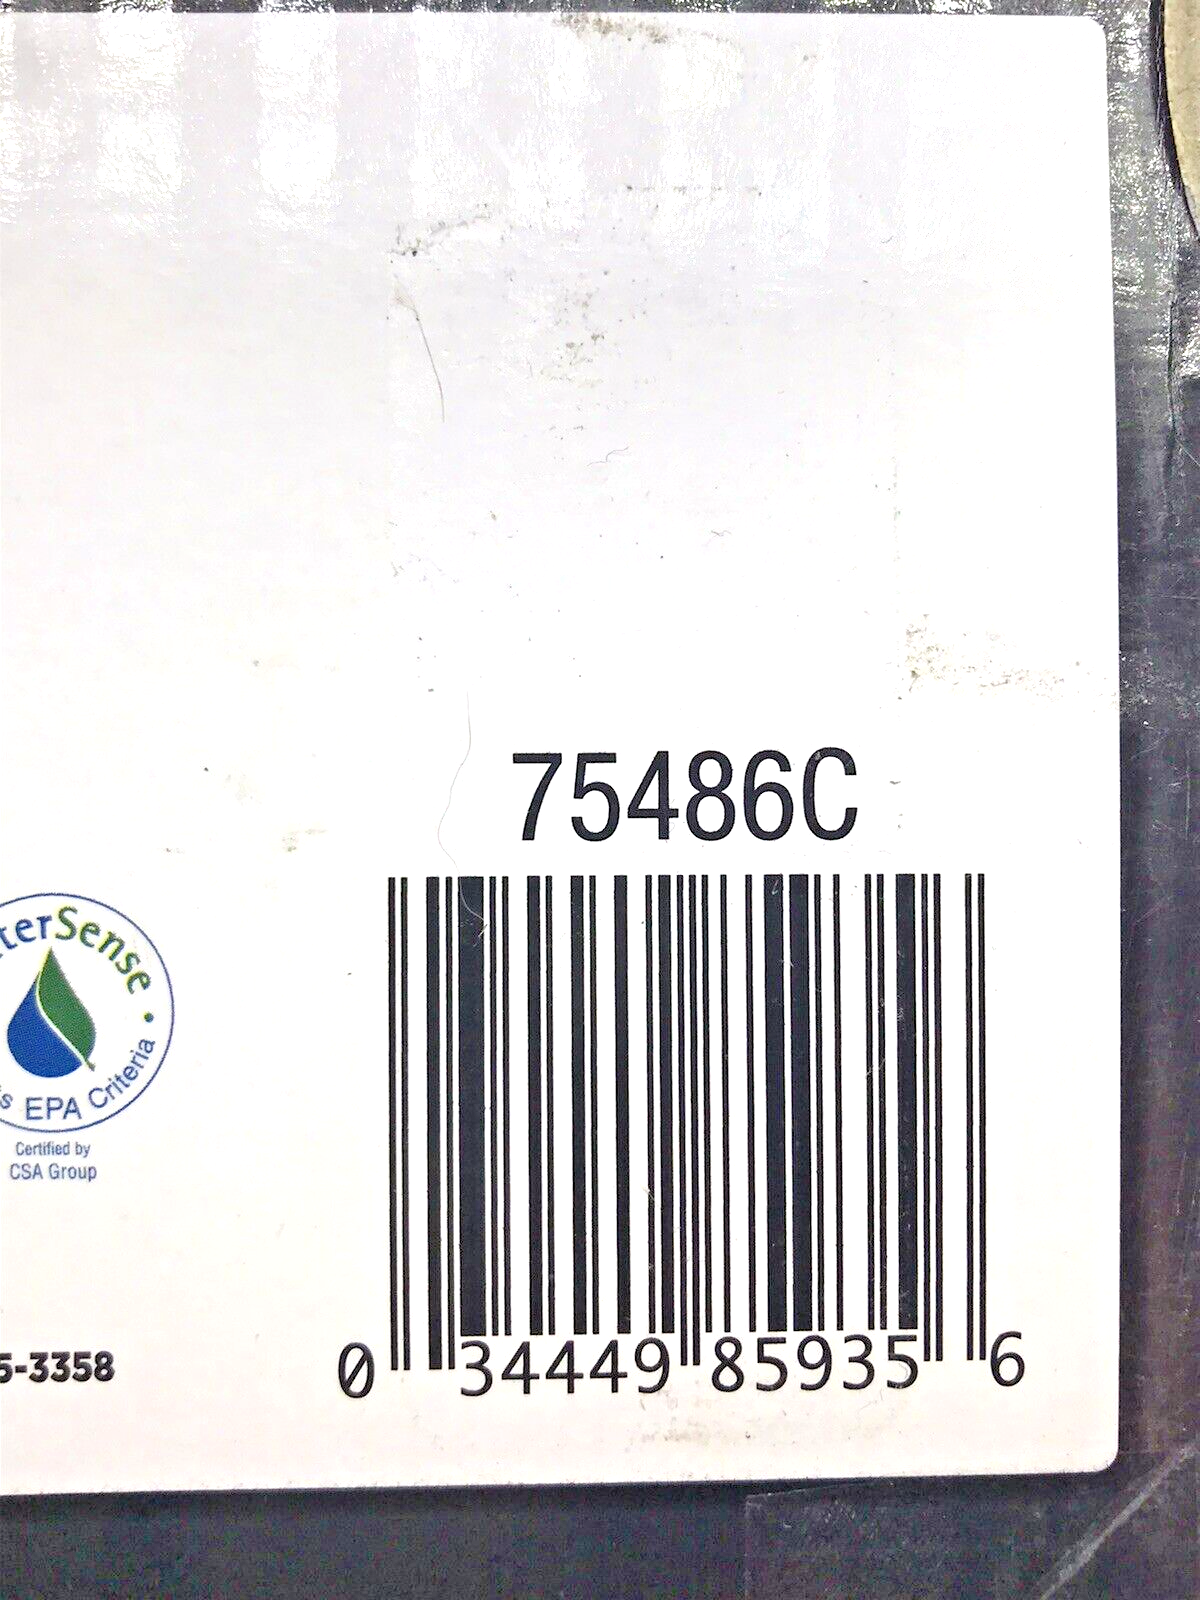 75486C
terSense
s EPA Criteria
Certified by
CSA Group
5-3358
0 34449 85935 6